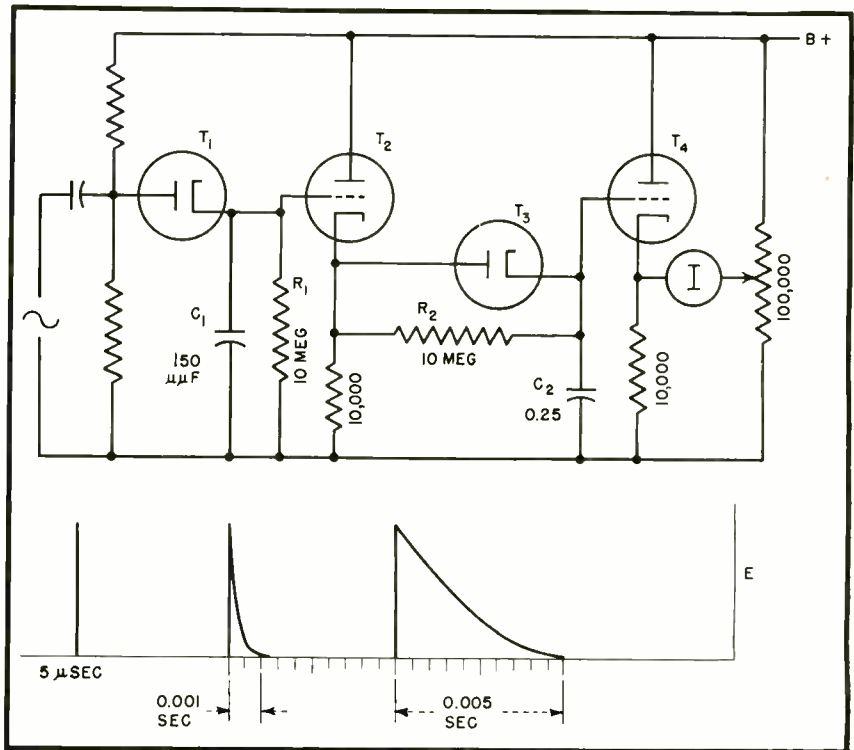 B+
T₁
T₂
T₄
T₃
I
100,000
C₁
R₁
10 MEG
R₂
10 MEG
150
μμF
10,000
C₂
0.25
10,000
E
5 μSEC
0.001
SEC
0.005
SEC